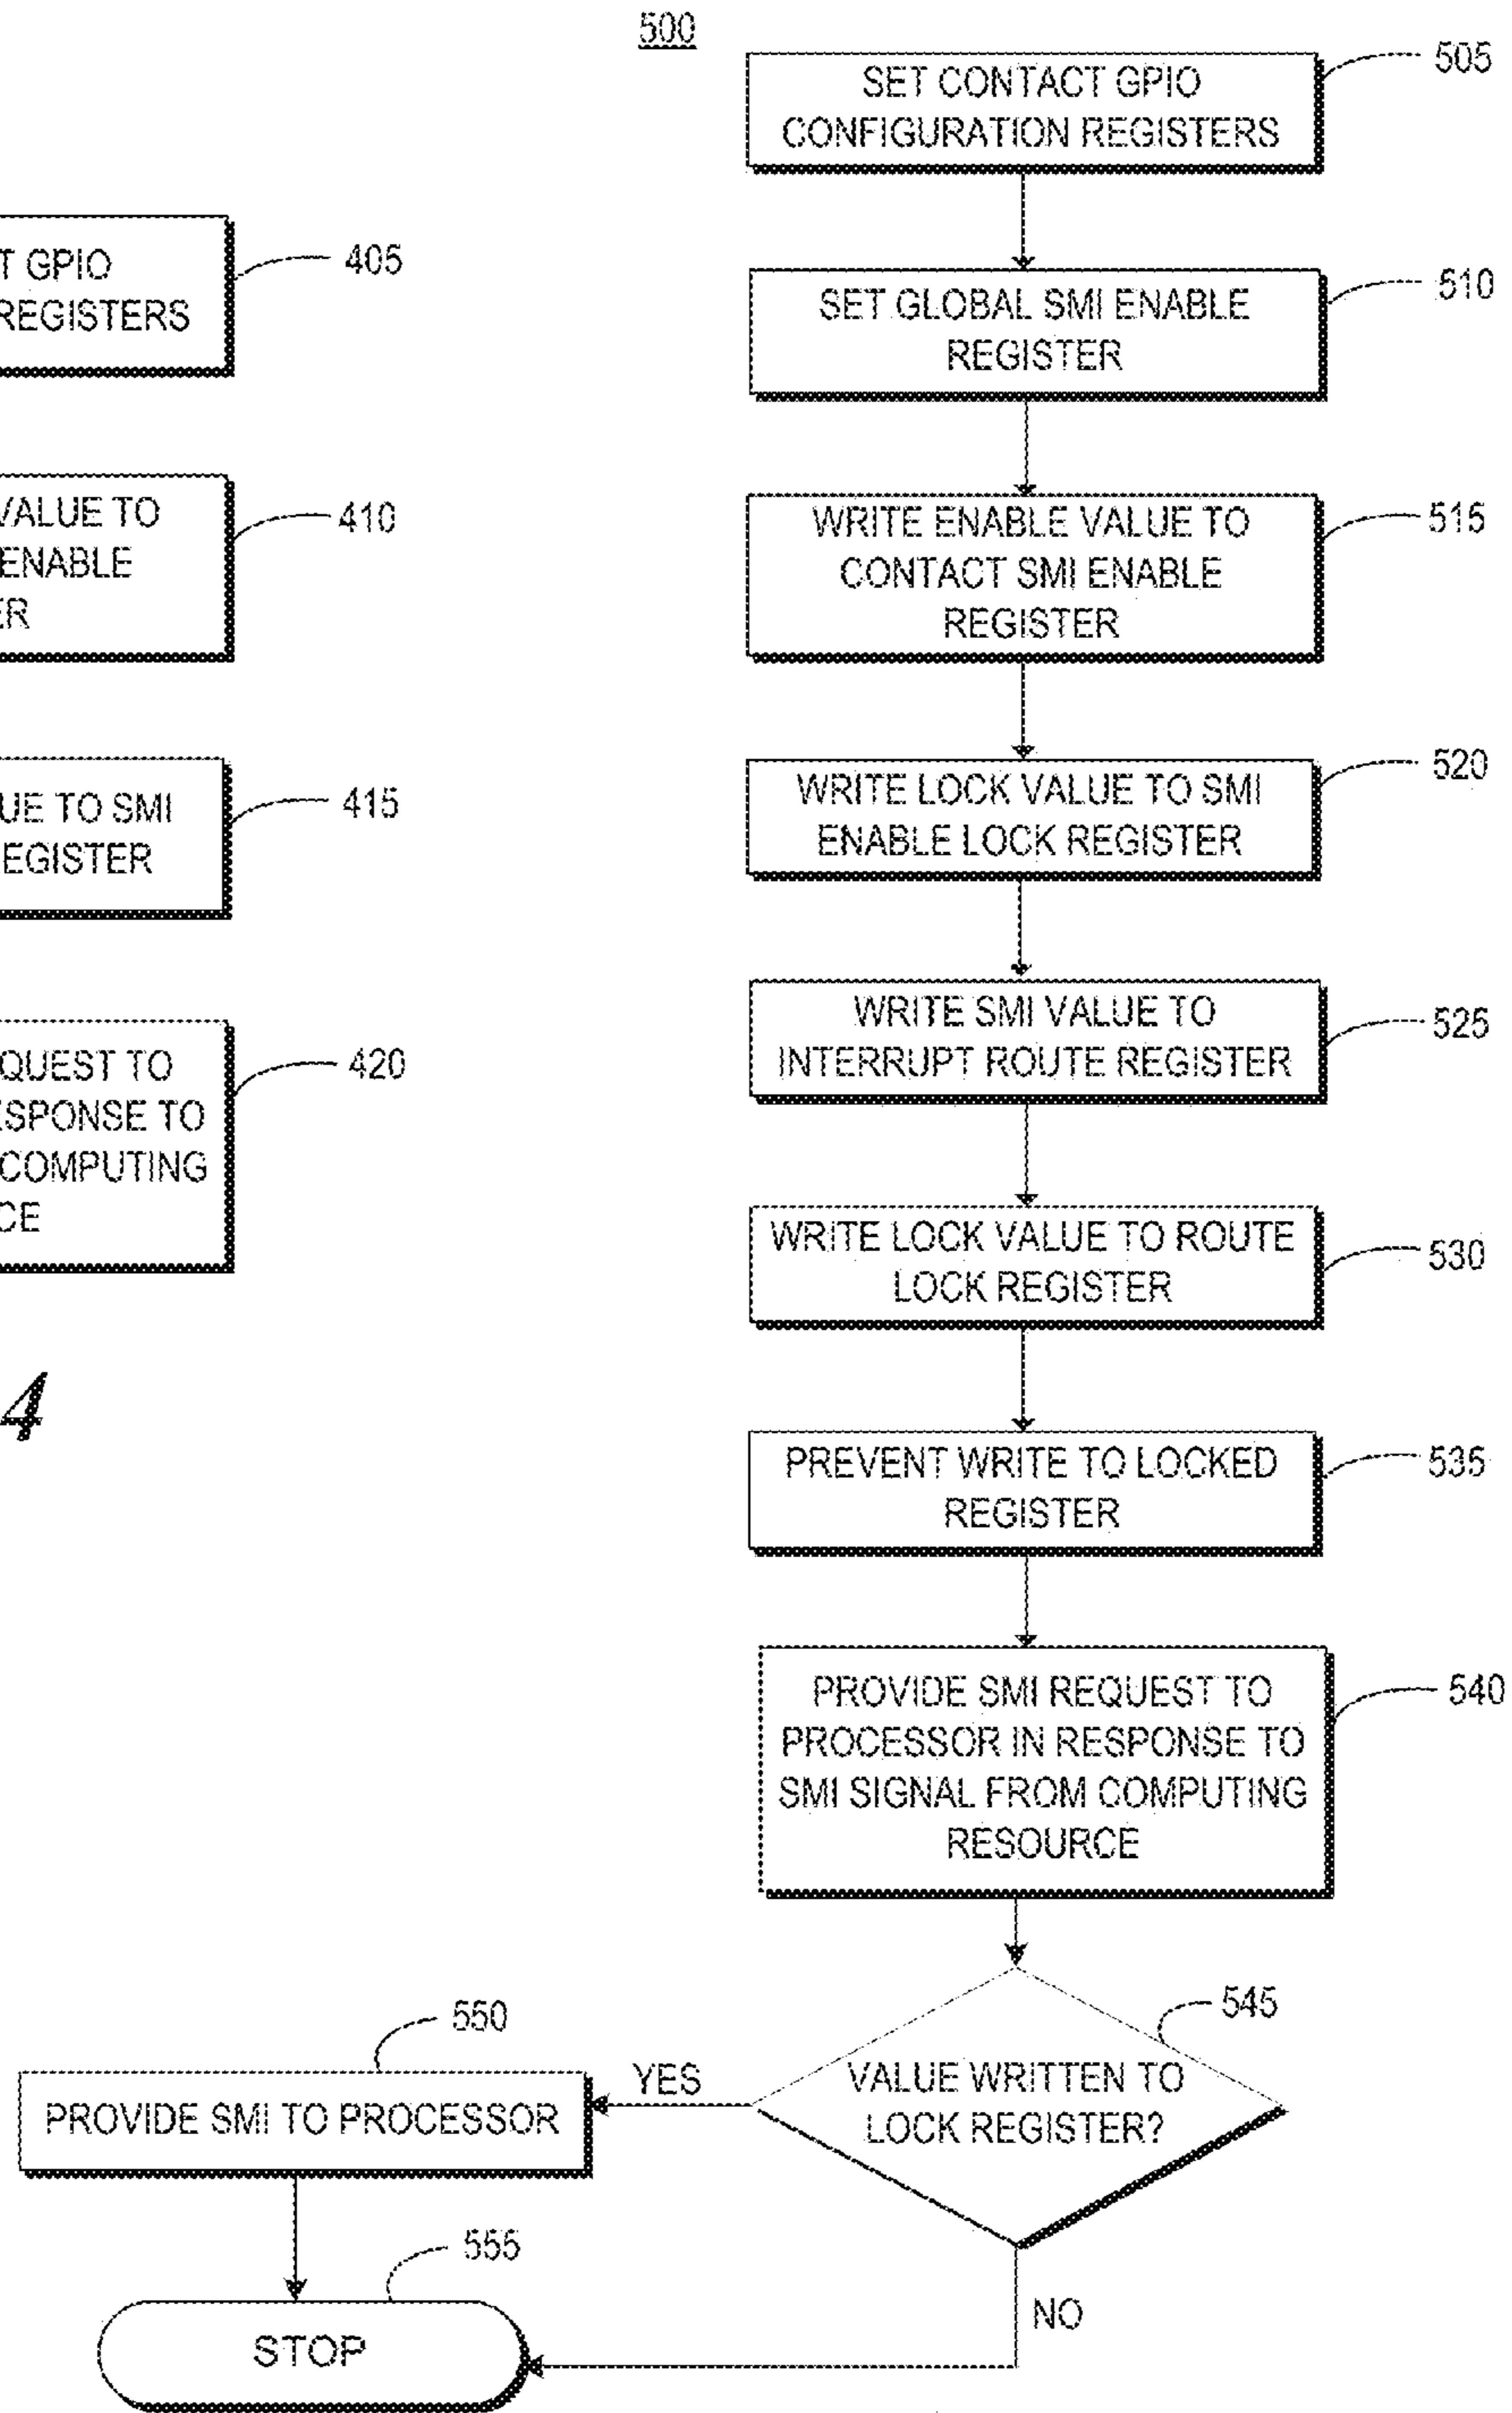 T GPIO
REGISTERS
405
VALUE TO
ENABLE
ER
410
UE TO SMI
EGISTER
415
QUEST TO
ESPONSE TO
COMPUTING
CE
420
4
500
SET CONTACT GPIO
CONFIGURATION REGISTERS
505
SET GLOBAL SMI ENABLE
REGISTER
510
WRITE ENABLE VALUE TO
CONTACT SMI ENABLE
REGISTER
515
WRITE LOCK VALUE TO SMI
ENABLE LOCK REGISTER
520
WRITE SMI VALUE TO
INTERRUPT ROUTE REGISTER
525
WRITE LOCK VALUE TO ROUTE
LOCK REGISTER
530
PREVENT WRITE TO LOCKED
REGISTER
535
PROVIDE SMI REQUEST TO
PROCESSOR IN RESPONSE TO
SMI SIGNAL FROM COMPUTING
RESOURCE
540
VALUE WRITTEN TO
LOCK REGISTER?
545
YES
550
PROVIDE SMI TO PROCESSOR
NO
555
STOP